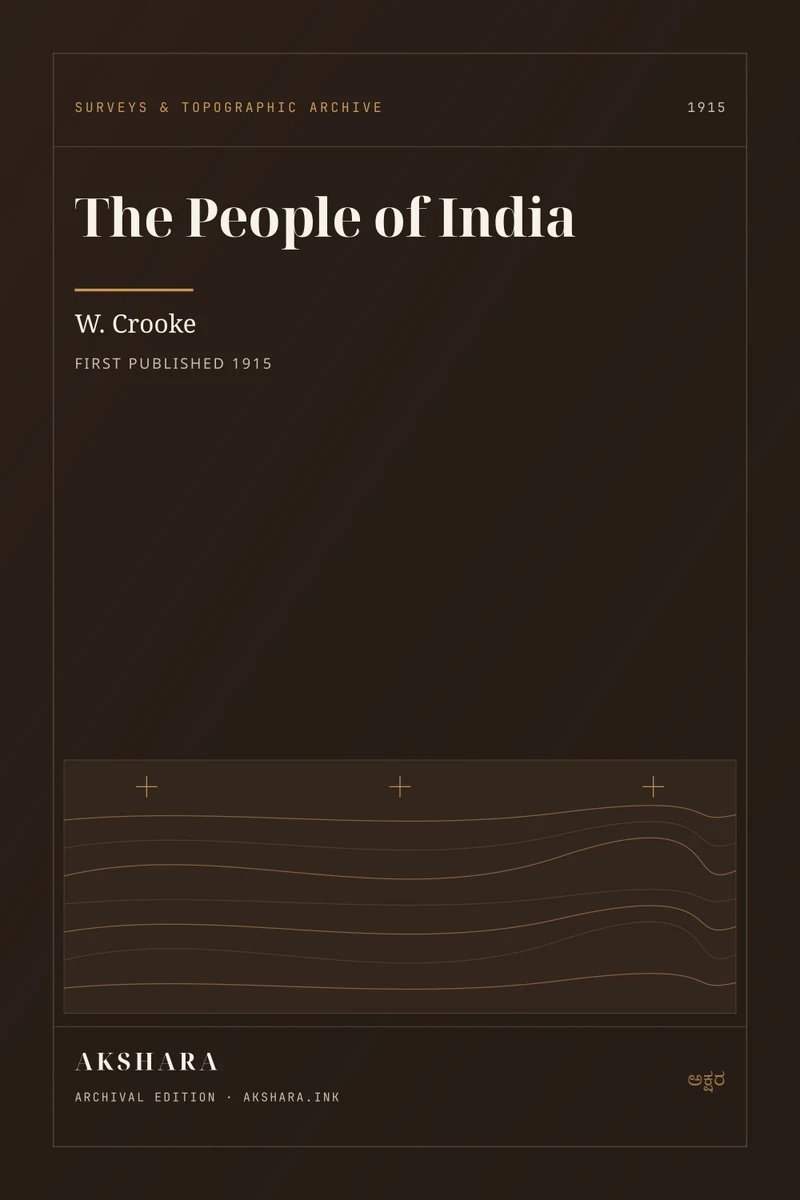 SURVEYS & TOPOGRAPHIC ARCHIVE 1915
The People of India
W. Crooke
FIRST PUBLISHED 1915
AKSHARA
ARCHIVAL EDITION · AKSHARA.INK
ಅಕ್ಷರ